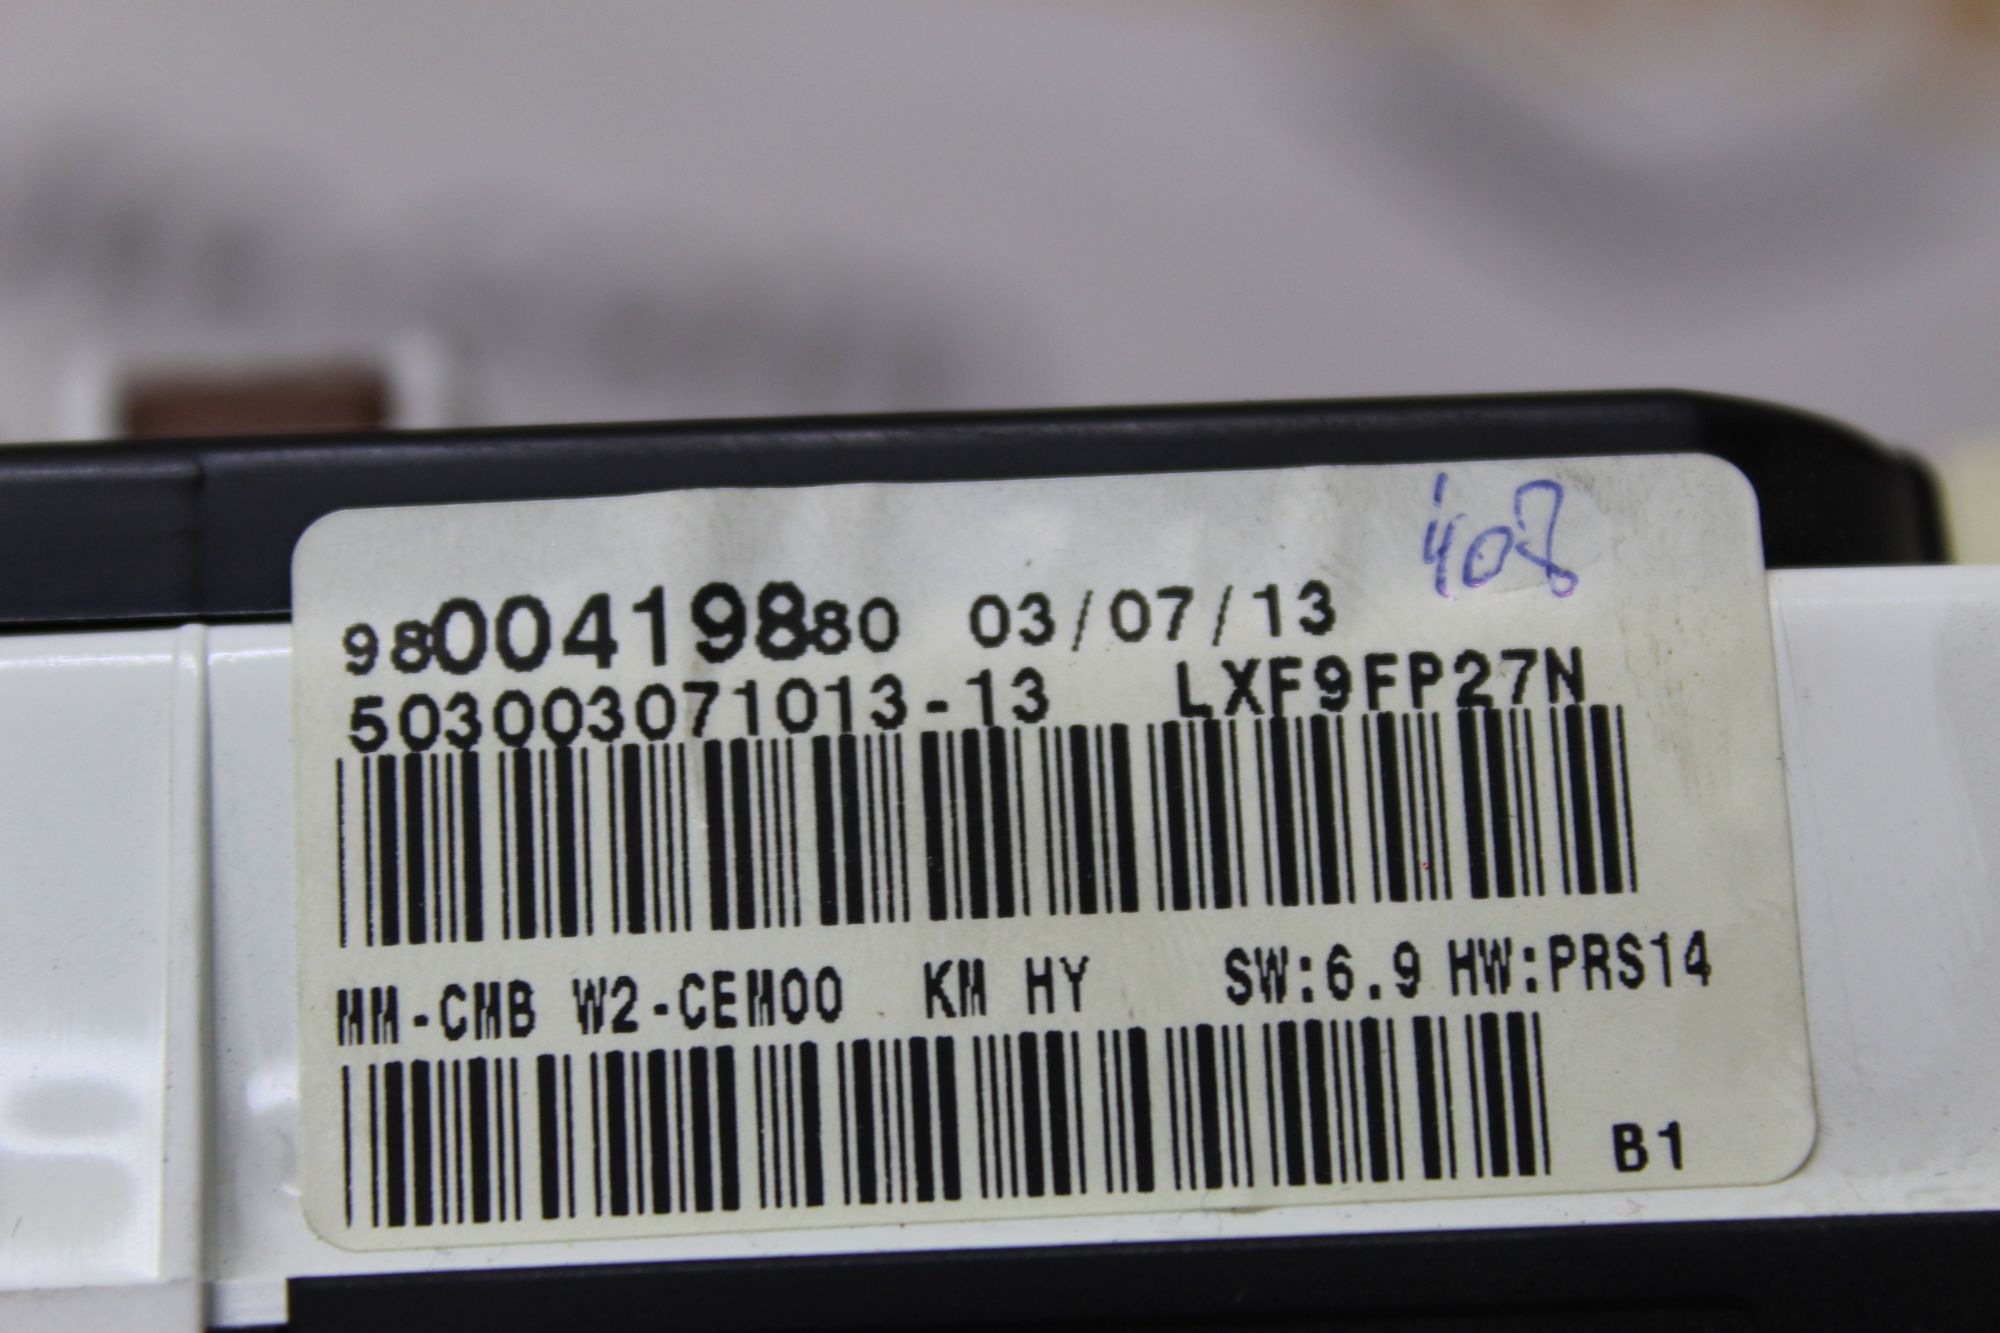 408
9800419880 03/07/13
503003071013-13 LXF9FP27N
MM-CMB W2-CEM00 KM HY SW:6.9 HW:PRS14
B1